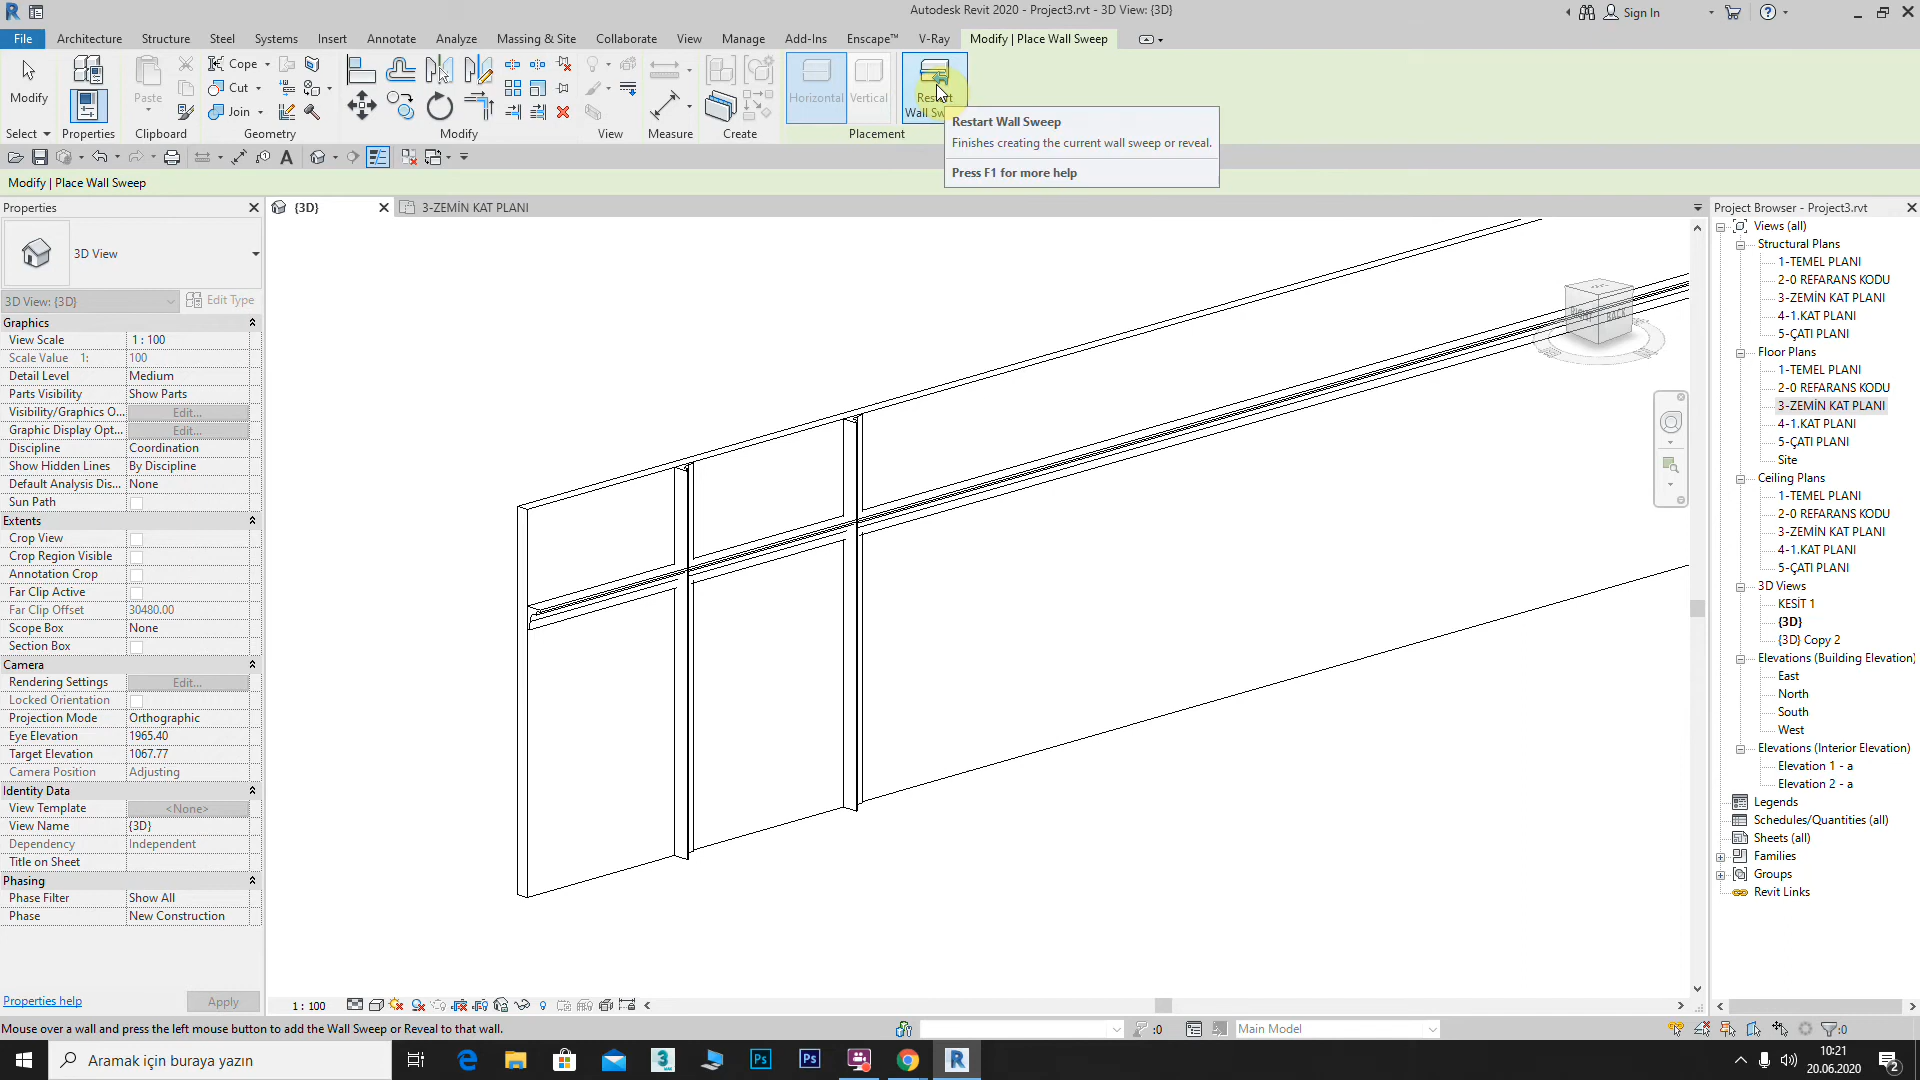 Autodesk Revit 2020 - Project3.rvt - 3D View: {3D}
Sign In
File
Architecture
Structure
Steel
Systems
Insert
Annotate
Analyze
Massing & Site
Collaborate
View
Manage
Add-Ins
Enscape™
V-Ray
Modify | Place Wall Sweep
Modify
Select
Properties
Paste
Clipboard
Cope
Cut
Join
Geometry
Modify
View
Measure
Create
Horizontal
Vertical
Placement
Restart Wall Sweep
Finishes creating the current wall sweep or reveal.
Press F1 for more help
Modify | Place Wall Sweep
Properties
3D View
3D View: {3D}
Edit Type
Graphics
View Scale 1 : 100
Scale Value 1: 100
Detail Level Medium
Parts Visibility Show Parts
Visibility/Graphics O... Edit...
Graphic Display Opt... Edit...
Discipline Coordination
Show Hidden Lines By Discipline
Default Analysis Dis... None
Sun Path
Extents
Crop View
Crop Region Visible
Annotation Crop
Far Clip Active
Far Clip Offset 30480.00
Scope Box None
Section Box
Camera
Rendering Settings Edit...
Locked Orientation
Projection Mode Orthographic
Eye Elevation 1965.40
Target Elevation 1067.77
Camera Position Adjusting
Identity Data
View Template <None>
View Name {3D}
Dependency Independent
Title on Sheet
Phasing
Phase Filter Show All
Phase New Construction
Properties help
Apply
{3D}
3-ZEMİN KAT PLANI
RIGHT
BACK
Project Browser - Project3.rvt
Views (all)
Structural Plans
1-TEMEL PLANI
2-0 REFARANS KODU
3-ZEMİN KAT PLANI
4-1.KAT PLANI
5-ÇATI PLANI
Floor Plans
1-TEMEL PLANI
2-0 REFARANS KODU
3-ZEMİN KAT PLANI
4-1.KAT PLANI
5-ÇATI PLANI
Site
Ceiling Plans
1-TEMEL PLANI
2-0 REFARANS KODU
3-ZEMİN KAT PLANI
4-1.KAT PLANI
5-ÇATI PLANI
3D Views
KESİT 1
{3D}
{3D} Copy 2
Elevations (Building Elevation)
East
North
South
West
Elevations (Interior Elevation)
Elevation 1 - a
Elevation 2 - a
Legends
Schedules/Quantities (all)
Sheets (all)
Families
Groups
Revit Links
1 : 100
Mouse over a wall and press the left mouse button to add the Wall Sweep or Reveal to that wall.
:0
Main Model
:0
Aramak için buraya yazın
10:21
20.06.2020
2